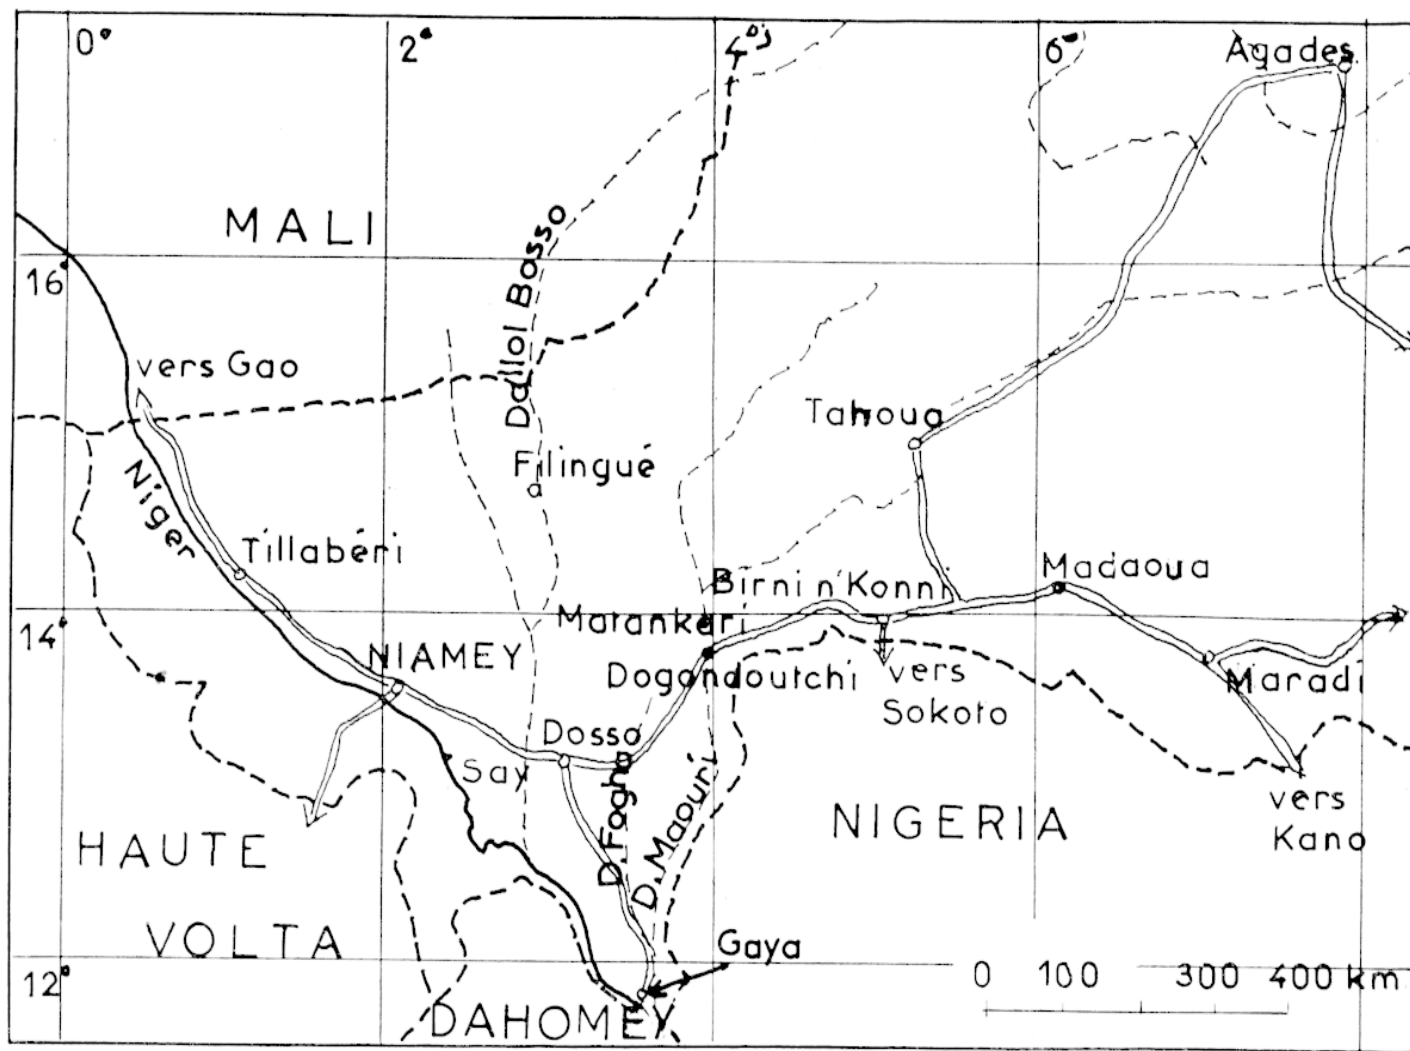 0°
2°
4°
6°
Agades
MALI
Dallol Bosso
16°
vers Gao
Tahoua
Filingué
Niger
Tillabéri
Madaoua
Birni n'Konni
Matankari
14°
NIAMEY
Dogondoutchi
vers
Sokoto
Maradi
Dosso
Say
D. Fogha
D. Maouri
NIGERIA
vers
Kano
HAUTE
VOLTA
Gaya
12°
0 100 300 400 km
DAHOMEY